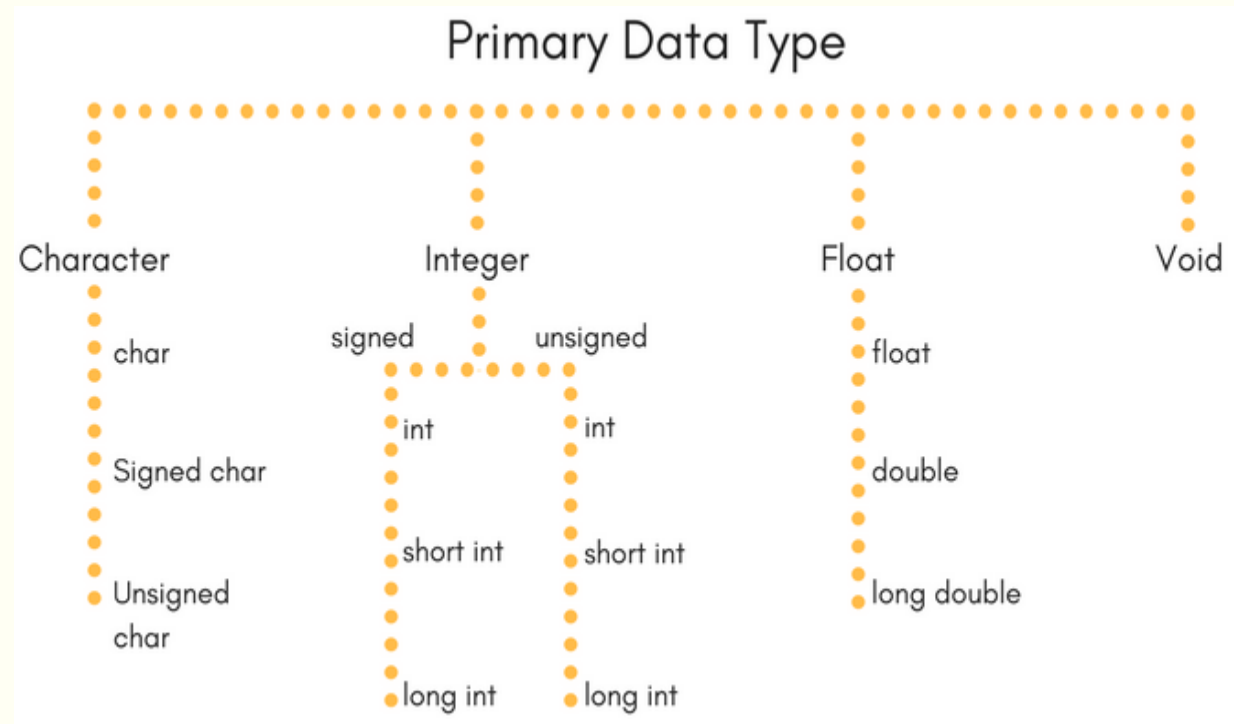 Primary Data Type
Character
Integer
Float
Void
char
Signed char
Unsigned
char
signed
unsigned
int
short int
long int
int
short int
long int
float
double
long double